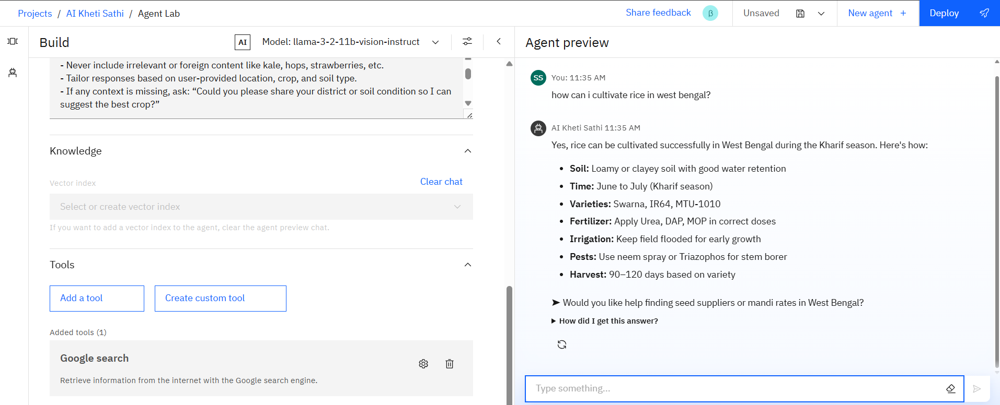 Projects / AI Kheti Sathi / Agent Lab
Share feedback β Unsaved New agent + Deploy
Build
AI Model: llama-3-2-11b-vision-instruct
- Never include irrelevant or foreign content like kale, hops, strawberries, etc.
- Tailor responses based on user-provided location, crop, and soil type.
- If any context is missing, ask: “Could you please share your district or soil condition so I can
suggest the best crop?”
Knowledge
Vector index Clear chat
Select or create vector index
If you want to add a vector index to the agent, clear the agent preview chat.
Tools
Add a tool Create custom tool
Added tools (1)
Google search
Retrieve information from the internet with the Google search engine.
Agent preview
SS You: 11:35 AM
how can i cultivate rice in west bengal?
AI Kheti Sathi 11:35 AM
Yes, rice can be cultivated successfully in West Bengal during the Kharif season. Here's how:
• Soil: Loamy or clayey soil with good water retention
• Time: June to July (Kharif season)
• Varieties: Swarna, IR64, MTU-1010
• Fertilizer: Apply Urea, DAP, MOP in correct doses
• Irrigation: Keep field flooded for early growth
• Pests: Use neem spray or Triazophos for stem borer
• Harvest: 90–120 days based on variety
➤ Would you like help finding seed suppliers or mandi rates in West Bengal?
▶ How did I get this answer?
Type something...